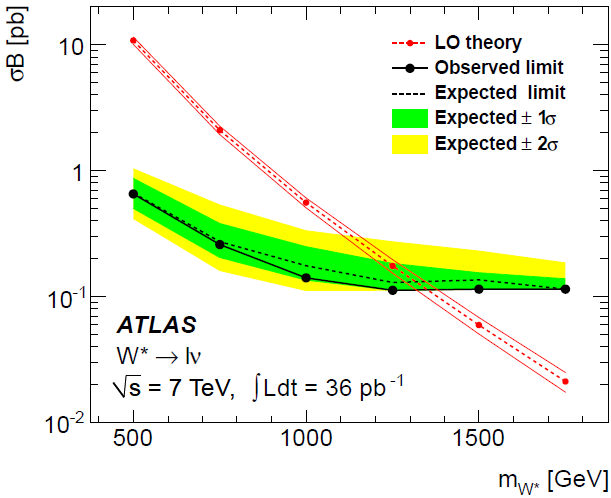 σB [pb]
10
1
10⁻¹
10⁻²
LO theory
Observed limit
Expected limit
Expected ± 1σ
Expected ± 2σ
ATLAS
W* → lν
√s = 7 TeV, ∫Ldt = 36 pb⁻¹
500 1000 1500
m_W* [GeV]